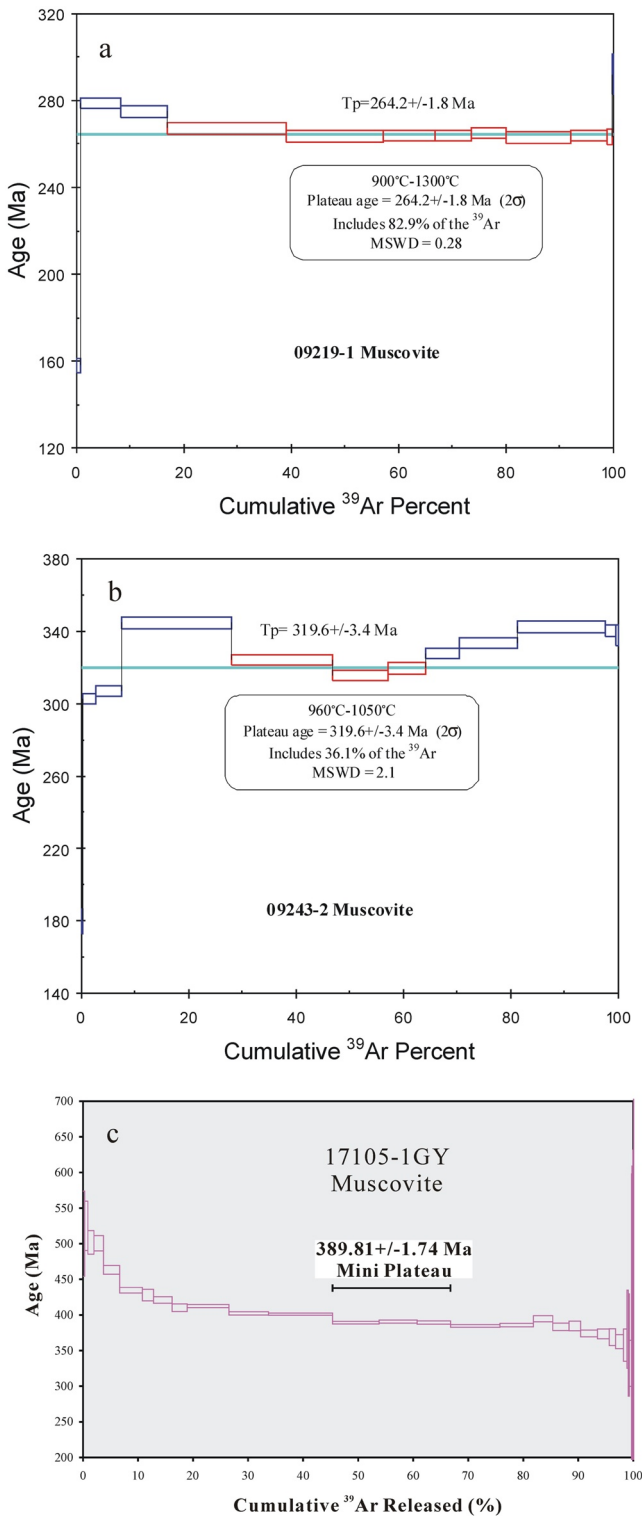 a
320
280
240
200
160
120
Age (Ma)
Tp=264.2+/-1.8 Ma
900°C-1300°C
Plateau age = 264.2+/-1.8 Ma (2σ)
Includes 82.9% of the ³⁹Ar
MSWD = 0.28
09219-1 Muscovite
0 20 40 60 80 100
Cumulative ³⁹Ar Percent
b
380
340
300
260
220
180
140
Age (Ma)
Tp= 319.6+/-3.4 Ma
960°C-1050°C
Plateau age =319.6+/-3.4 Ma (2σ)
Includes 36.1% of the ³⁹Ar
MSWD = 2.1
09243-2 Muscovite
0 20 40 60 80 100
Cumulative ³⁹Ar Percent
c
700
650
600
550
500
450
400
350
300
250
200
Age (Ma)
17105-1GY
Muscovite
389.81+/-1.74 Ma
Mini Plateau
0 10 20 30 40 50 60 70 80 90 100
Cumulative ³⁹Ar Released (%)